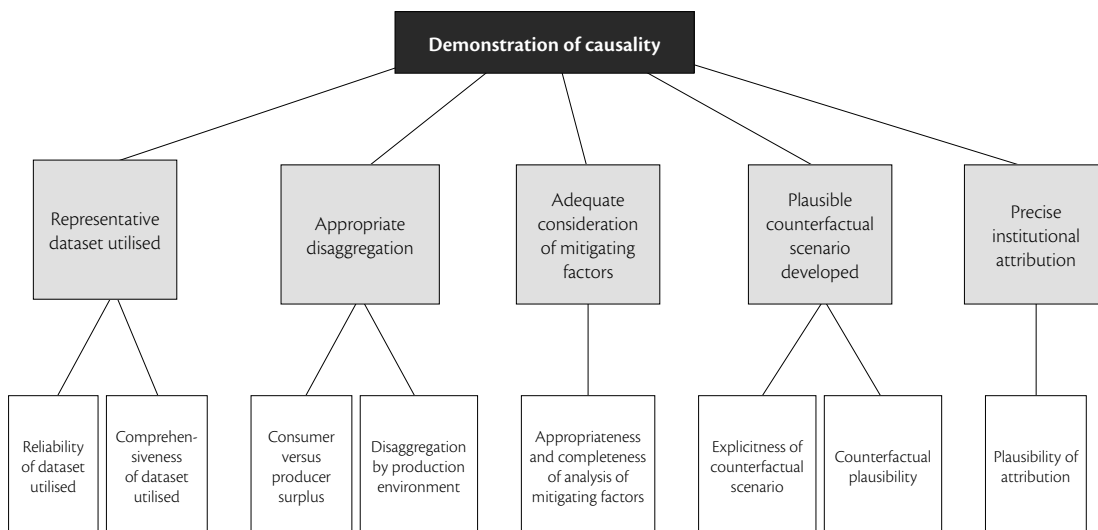 Demonstration of causality
Representative
dataset utilised
Appropriate
disaggregation
Adequate
consideration
of mitigating
factors
Plausible
counterfactual
scenario
developed
Precise
institutional
attribution
Reliability
of dataset
utilised
Comprehen-
siveness
of dataset
utilised
Consumer
versus
producer
surplus
Disaggregation
by production
environment
Appropriateness
and completeness
of analysis of
mitigating factors
Explicitness of
counterfactual
scenario
Counterfactual
plausibility
Plausibility of
attribution